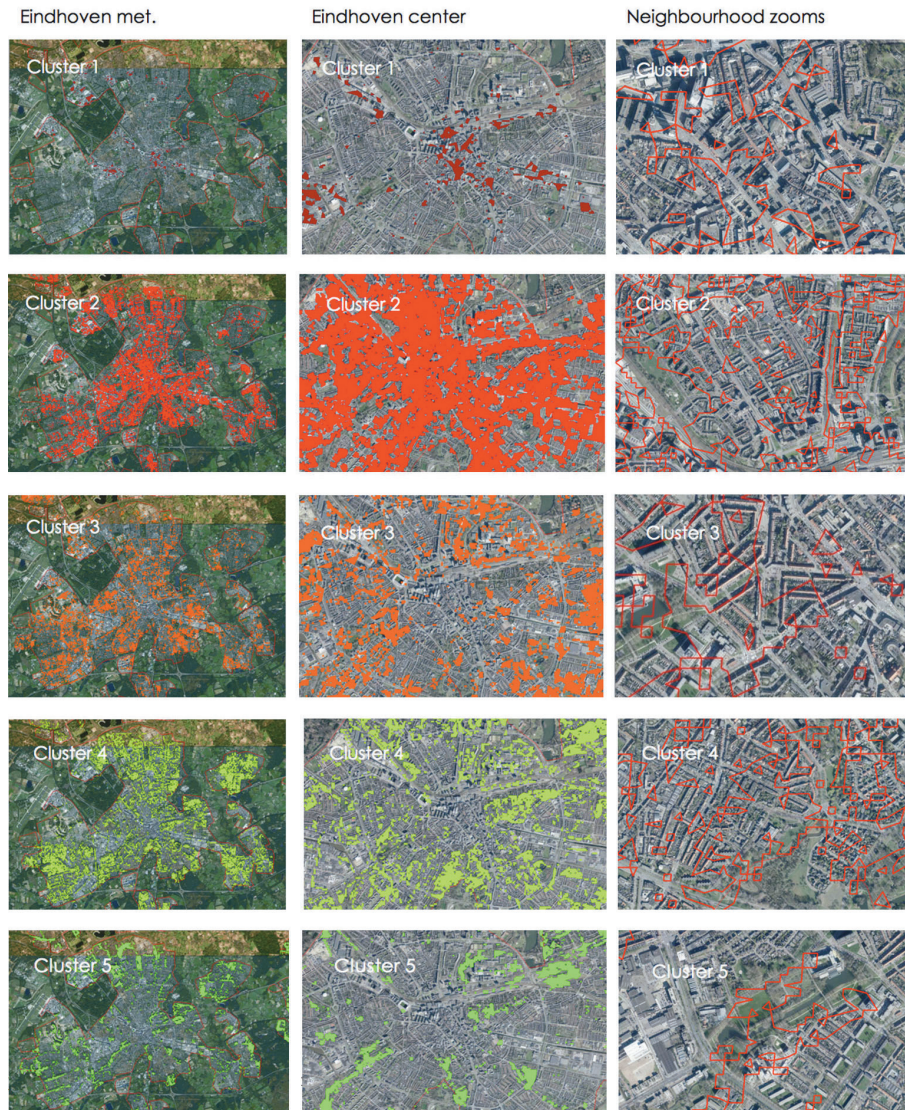 Eindhoven met.
Eindhoven center
Neighbourhood zooms
Cluster 1
Cluster 1
Cluster 1
Cluster 2
Cluster 2
Cluster 2
Cluster 3
Cluster 3
Cluster 3
Cluster 4
Cluster 4
Cluster 4
Cluster 5
Cluster 5
Cluster 5